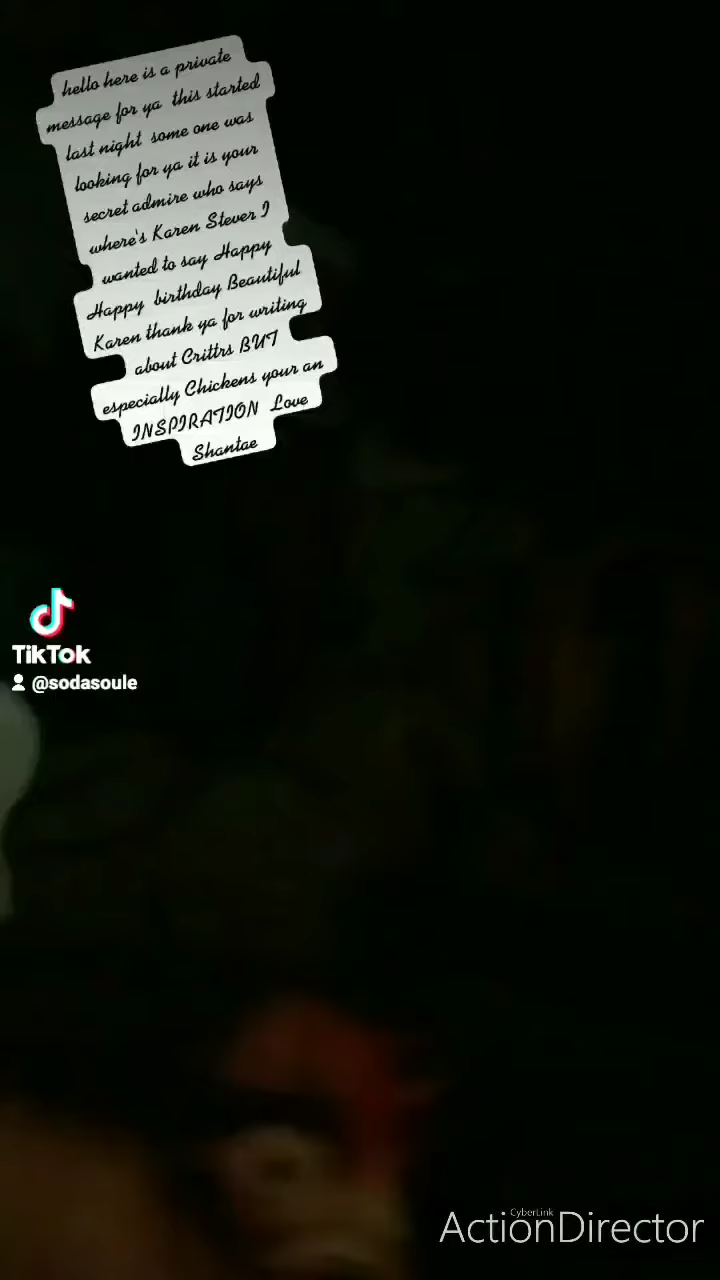 hello here is a private
message for ya this started
last night some one was
looking for ya it is your
secret admire who says
where's Karen Stever I
wanted to say Happy
Happy birthday Beautiful
Karen thank ya for writing
about Crittrs BUT
especially Chickens your an
INSPIRATION Love
Shantae
TikTok
@sodasoule
CyberLink
ActionDirector